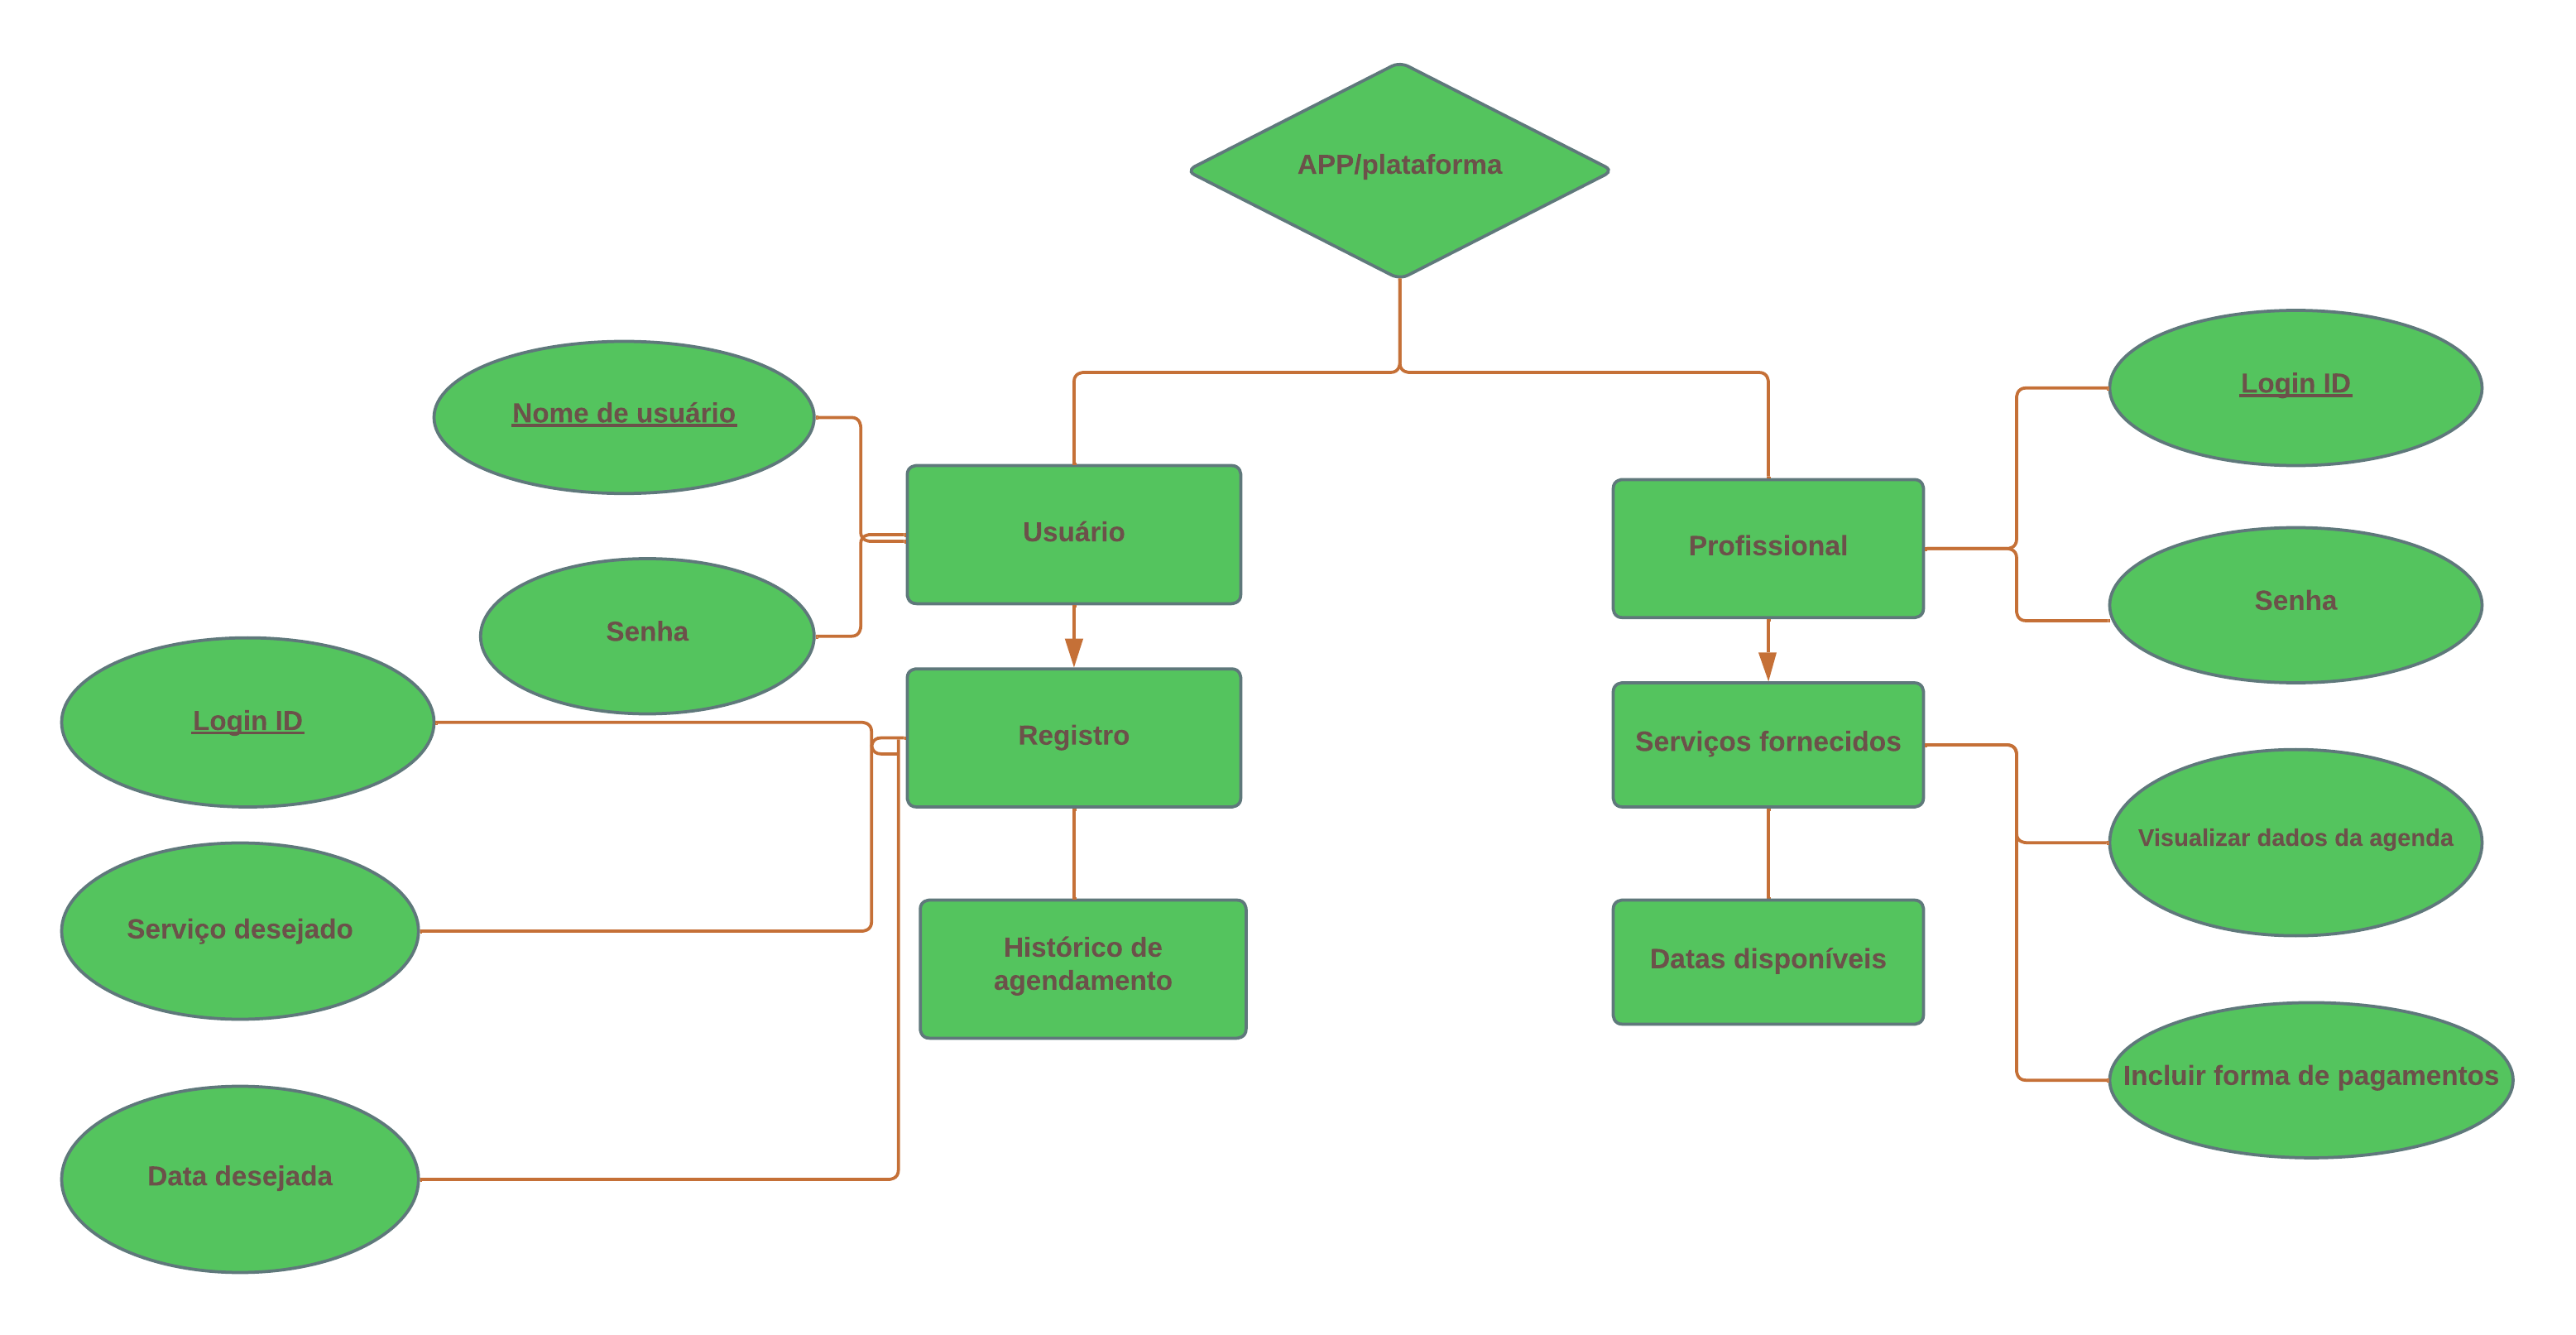 APP/plataforma
Nome de usuário
Login ID
Usuário
Profissional
Senha
Senha
Login ID
Registro
Serviços fornecidos
Visualizar dados da agenda
Serviço desejado
Histórico de
agendamento
Datas disponíveis
Incluir forma de pagamentos
Data desejada